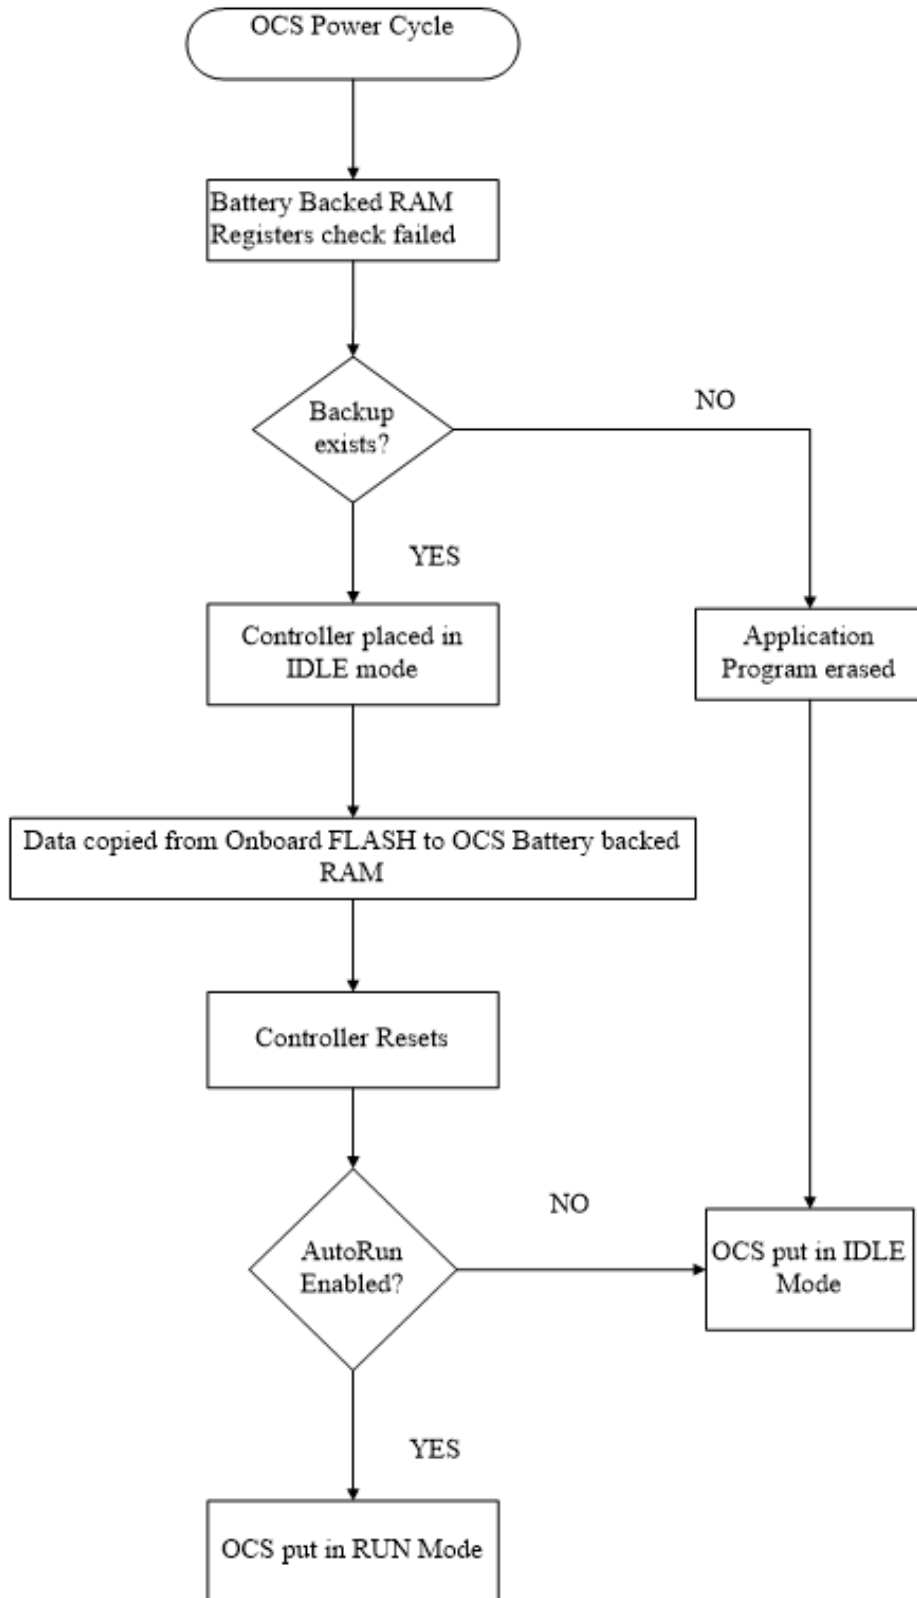 OCS Power Cycle
Battery Backed RAM
Registers check failed
Backup
exists?
NO
YES
Controller placed in
IDLE mode
Application
Program erased
Data copied from Onboard FLASH to OCS Battery backed
RAM
Controller Resets
AutoRun
Enabled?
NO
OCS put in IDLE
Mode
YES
OCS put in RUN Mode